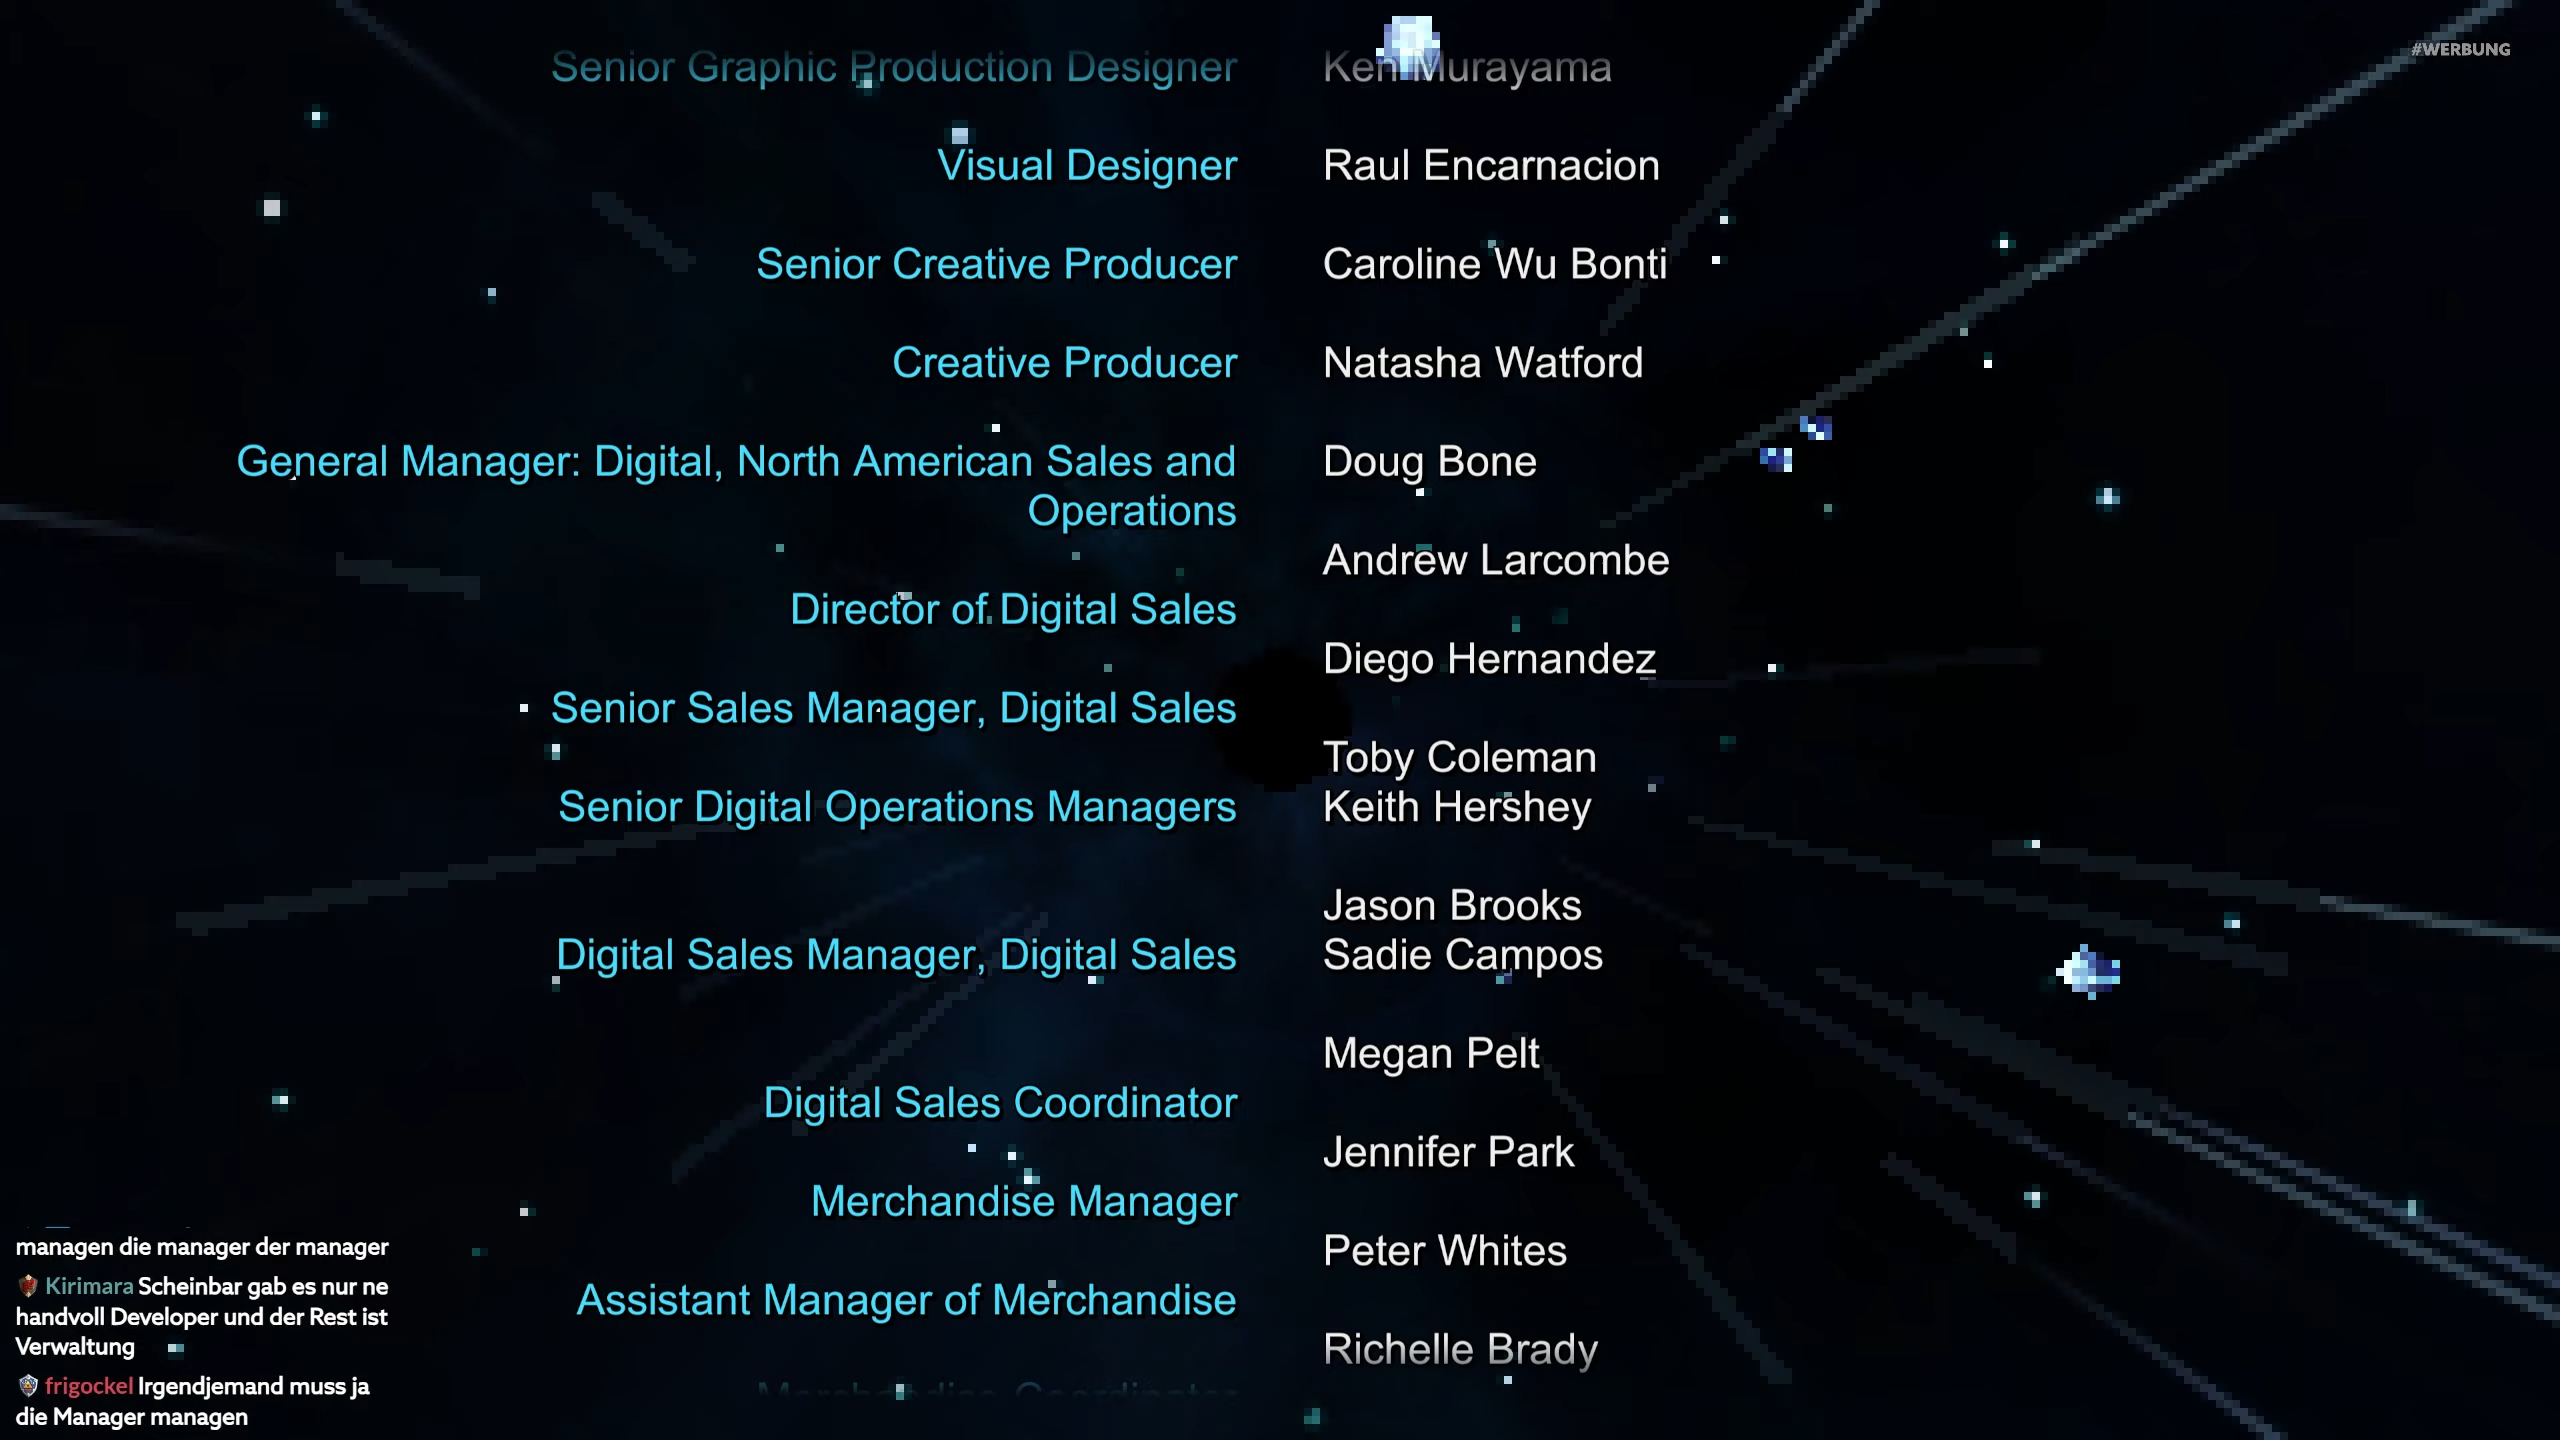 Senior Graphic Production Designer Ken Murayama
#WERBUNG
Visual Designer Raul Encarnacion
Senior Creative Producer Caroline Wu Bonti
Creative Producer Natasha Watford
General Manager: Digital, North American Sales and Doug Bone
Operations
Andrew Larcombe
Director of Digital Sales
Diego Hernandez
Senior Sales Manager, Digital Sales
Toby Coleman
Senior Digital Operations Managers Keith Hershey
Jason Brooks
Digital Sales Manager, Digital Sales Sadie Campos
Megan Pelt
Digital Sales Coordinator
Jennifer Park
Merchandise Manager
Peter Whites
Assistant Manager of Merchandise
Richelle Brady
Merchandise Coordinator
managen die manager der manager
Kirimara Scheinbar gab es nur ne
handvoll Developer und der Rest ist
Verwaltung
frigockel Irgendjemand muss ja
die Manager managen